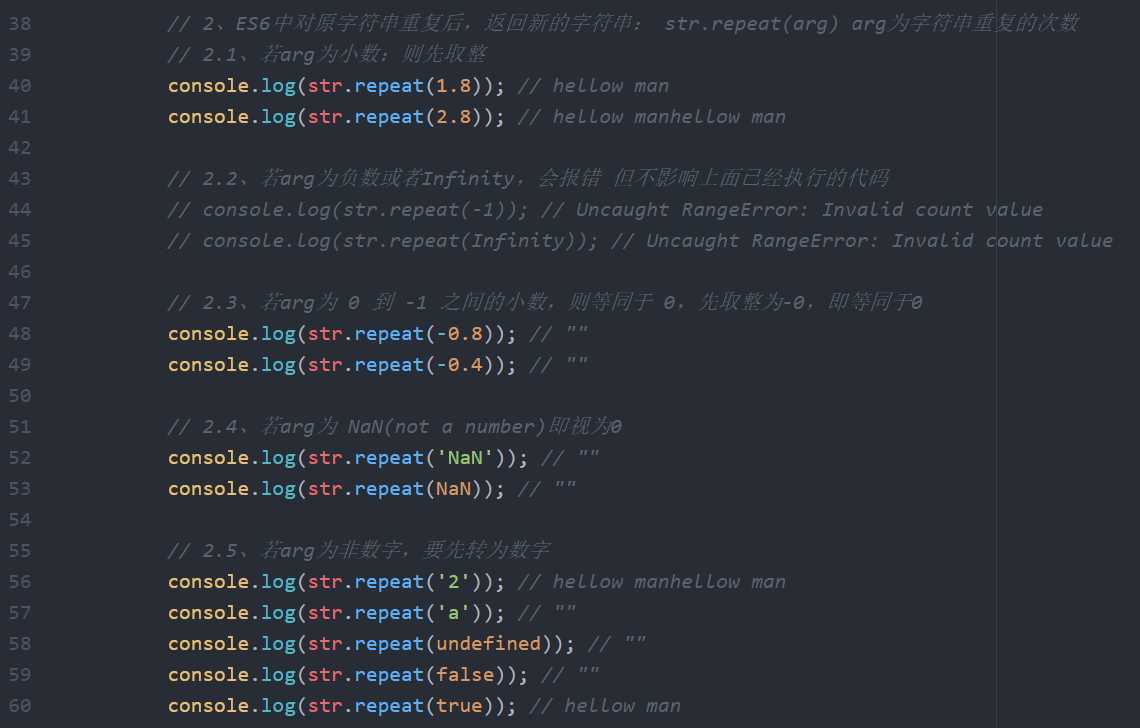 38 // 2、ES6中对原字符串重复后，返回新的字符串： str.repeat(arg) arg为字符串重复的次数
39 // 2.1、若arg为小数：则先取整
40 console.log(str.repeat(1.8)); // hellow man
41 console.log(str.repeat(2.8)); // hellow manhellow man
42
43 // 2.2、若arg为负数或者Infinity，会报错 但不影响上面已经执行的代码
44 // console.log(str.repeat(-1)); // Uncaught RangeError: Invalid count value
45 // console.log(str.repeat(Infinity)); // Uncaught RangeError: Invalid count value
46
47 // 2.3、若arg为 0 到 -1 之间的小数，则等同于 0，先取整为-0，即等同于0
48 console.log(str.repeat(-0.8)); // ""
49 console.log(str.repeat(-0.4)); // ""
50
51 // 2.4、若arg为 NaN(not a number)即视为0
52 console.log(str.repeat('NaN')); // ""
53 console.log(str.repeat(NaN)); // ""
54
55 // 2.5、若arg为非数字，要先转为数字
56 console.log(str.repeat('2')); // hellow manhellow man
57 console.log(str.repeat('a')); // ""
58 console.log(str.repeat(undefined)); // ""
59 console.log(str.repeat(false)); // ""
60 console.log(str.repeat(true)); // hellow man